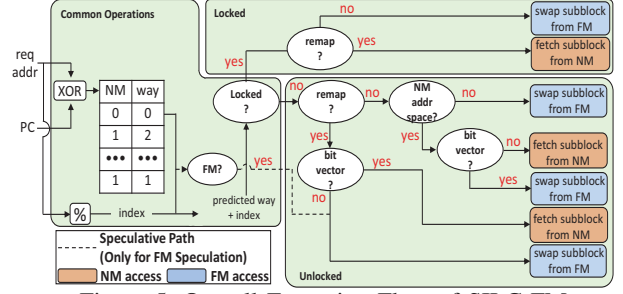 Common Operations
req
addr
XOR
PC
NM way
0 0
1 2
••• •••
1 1
%
index
FM?
yes
predicted way
+ index
Locked
?
yes
no
Locked
remap
?
no
yes
swap subblock
from FM
fetch subblock
from NM
remap
?
no
yes
NM
addr
space?
no
yes
swap subblock
from FM
bit
vector
?
yes
no
bit
vector
?
no
yes
fetch subblock
from NM
swap subblock
from FM
fetch subblock
from NM
swap subblock
from FM
Unlocked
Speculative Path
(Only for FM Speculation)
NM access
FM access